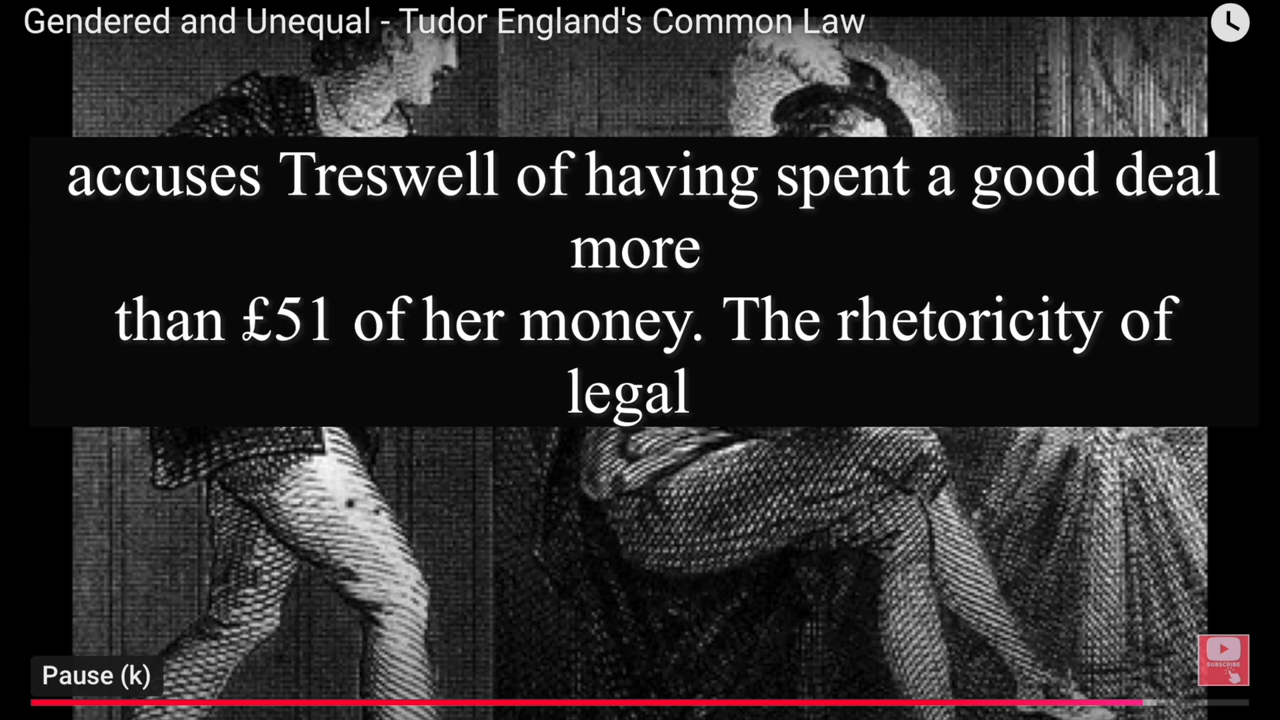 Gendered and Unequal - Tudor England's Common Law
accuses Treswell of having spent a good deal
more
than £51 of her money. The rhetoricity of
legal
Pause (k)
SUBSCRIBE